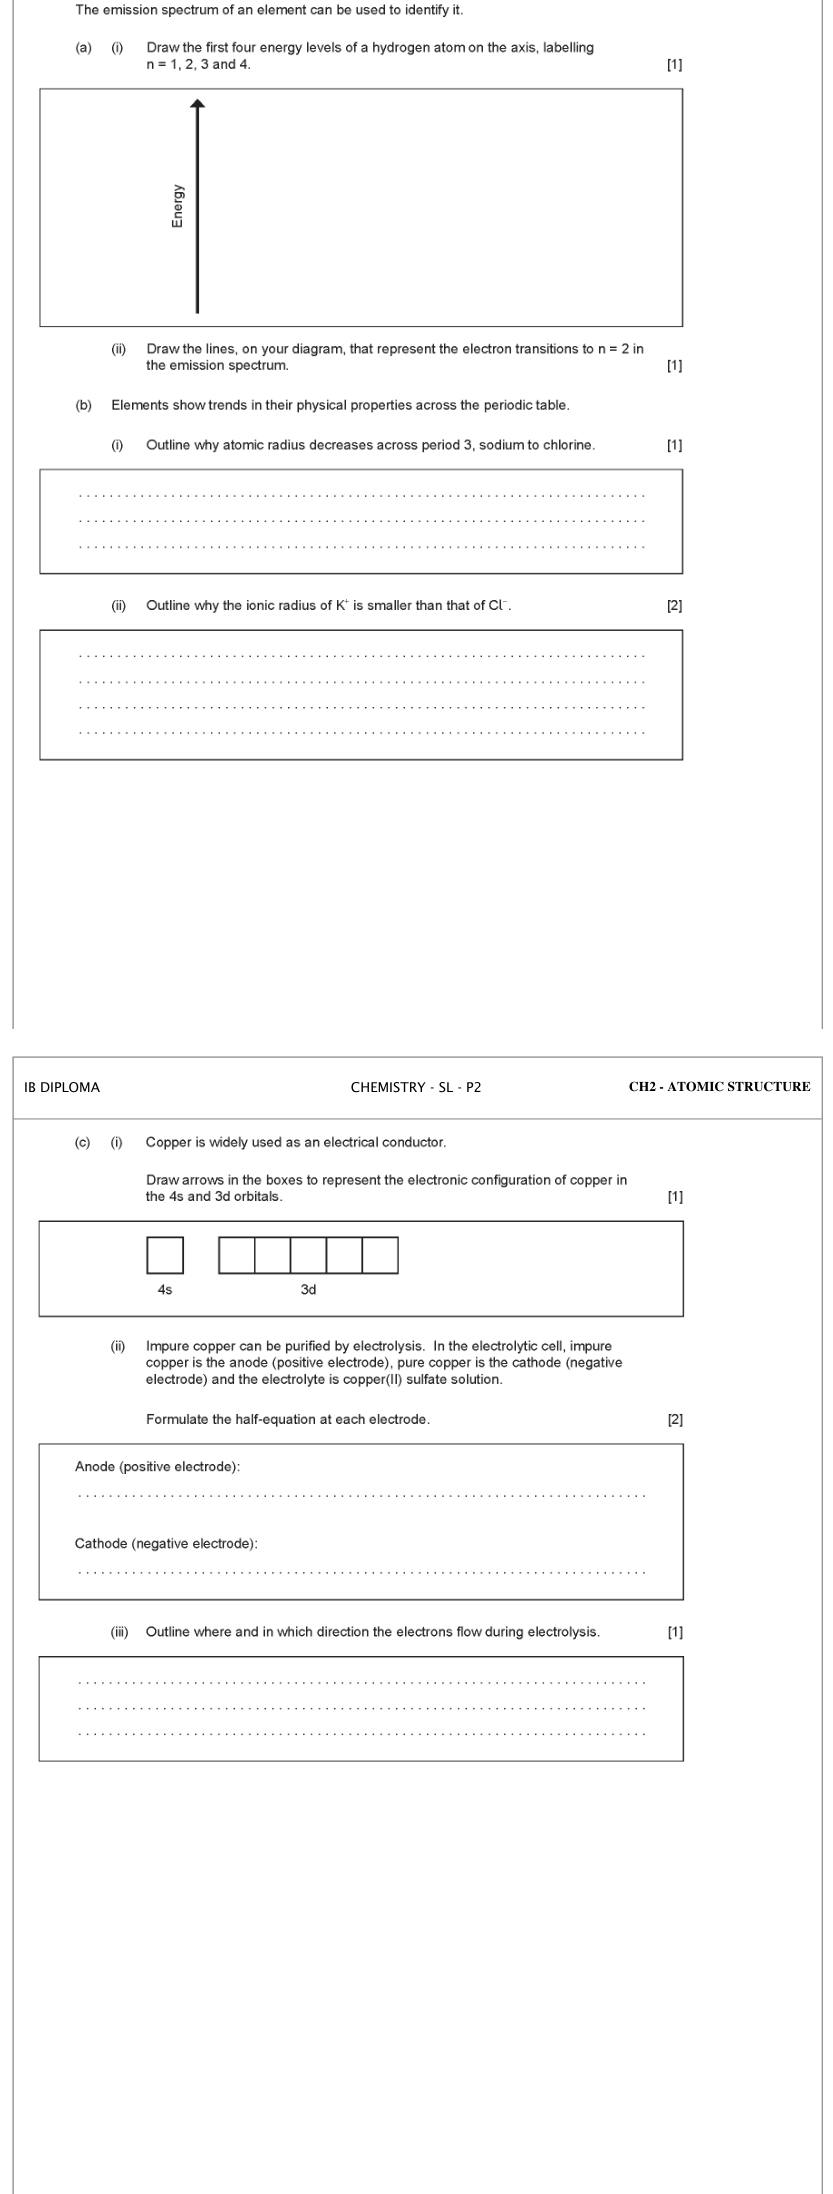 The emission spectrum of an element can be used to identify it.
(a) (i) Draw the first four energy levels of a hydrogen atom on the axis, labelling
n = 1, 2, 3 and 4. [1]
Energy
(ii) Draw the lines, on your diagram, that represent the electron transitions to n = 2 in
the emission spectrum. [1]
(b) Elements show trends in their physical properties across the periodic table.
(i) Outline why atomic radius decreases across period 3, sodium to chlorine. [1]
(ii) Outline why the ionic radius of K⁺ is smaller than that of Cl⁻. [2]
IB DIPLOMA CHEMISTRY - SL - P2 CH2 - ATOMIC STRUCTURE
(c) (i) Copper is widely used as an electrical conductor.
Draw arrows in the boxes to represent the electronic configuration of copper in
the 4s and 3d orbitals. [1]
4s 3d
(ii) Impure copper can be purified by electrolysis. In the electrolytic cell, impure
copper is the anode (positive electrode), pure copper is the cathode (negative
electrode) and the electrolyte is copper(II) sulfate solution.
Formulate the half-equation at each electrode. [2]
Anode (positive electrode):
Cathode (negative electrode):
(iii) Outline where and in which direction the electrons flow during electrolysis. [1]